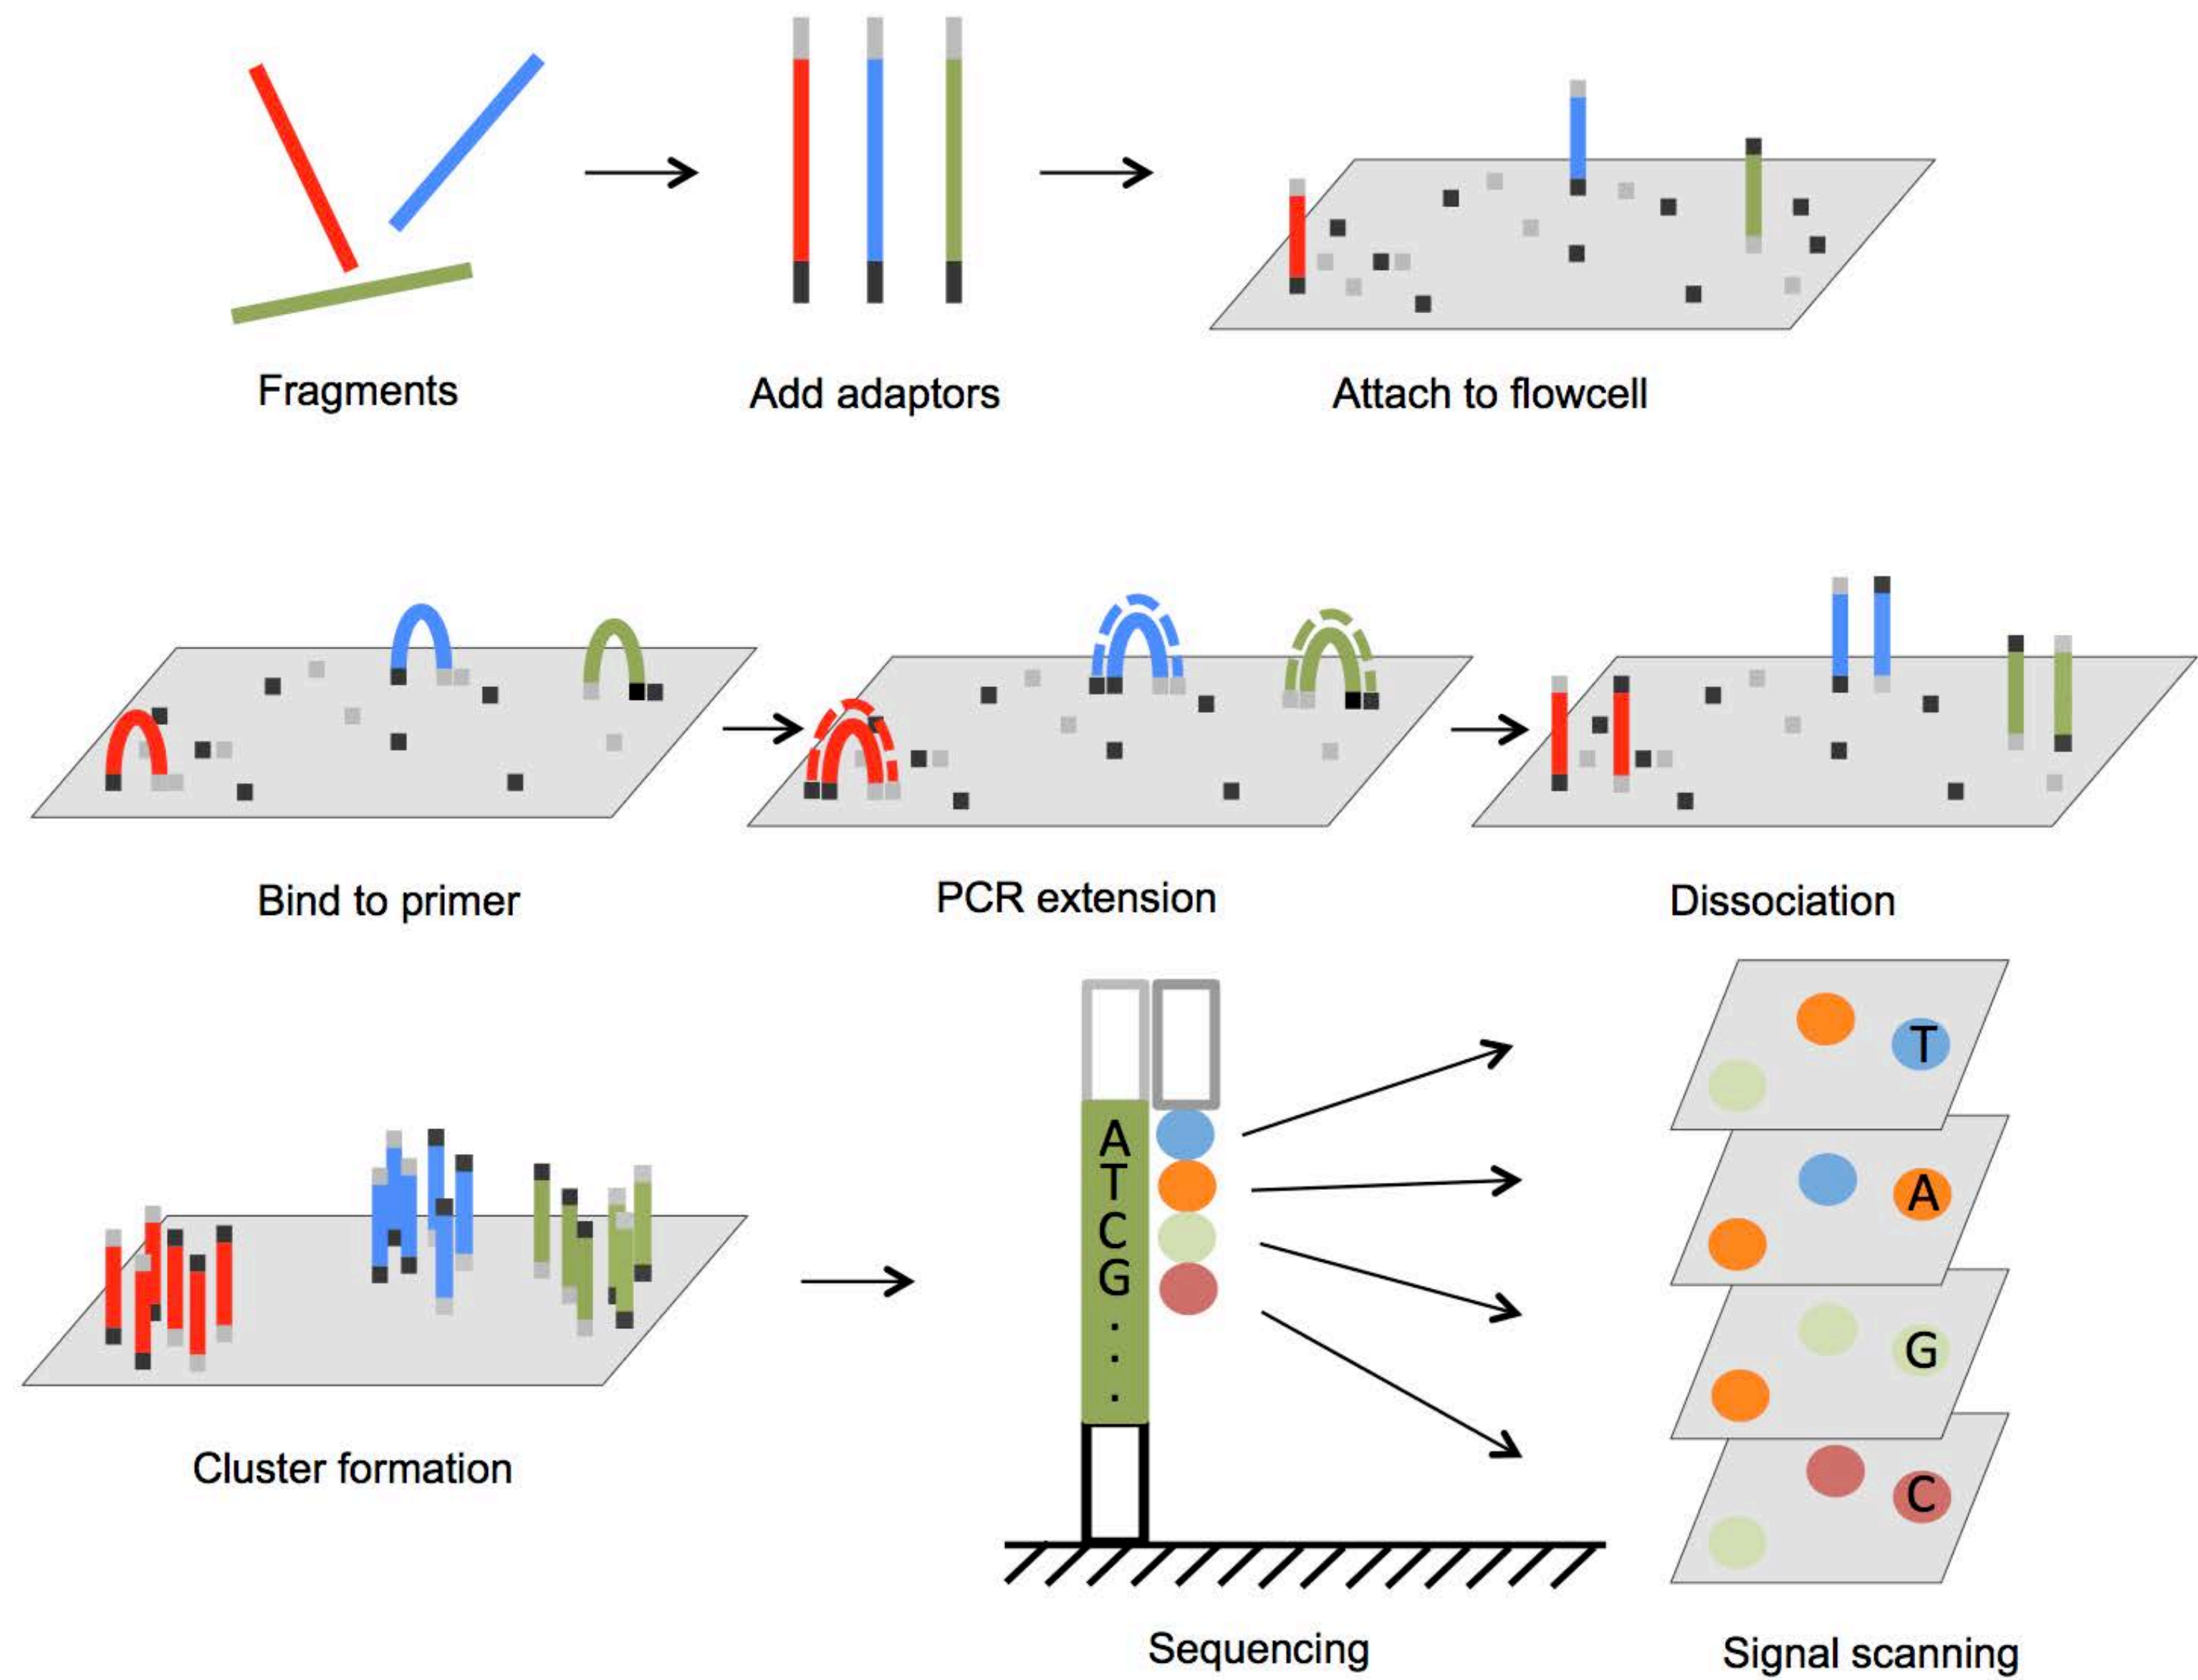 Fragments
Add adaptors
Attach to flowcell
Bind to primer
PCR extension
Dissociation
A
T
C
G
.
.
.
T
A
G
C
Cluster formation
Sequencing
Signal scanning